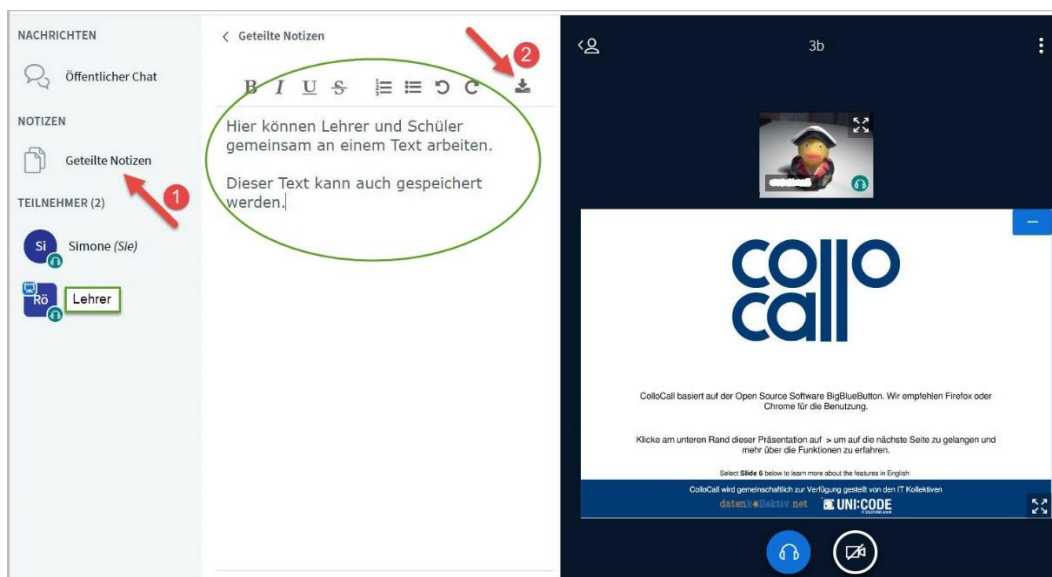 NACHRICHTEN
Öffentlicher Chat
NOTIZEN
Geteilte Notizen
1
TEILNEHMER (2)
Si
Simone (Sie)
Rö
Lehrer
Geteilte Notizen
2
B I U S
Hier können Lehrer und Schüler
gemeinsam an einem Text arbeiten.
Dieser Text kann auch gespeichert
werden.
3b
collo
call
ColloCall basiert auf der Open Source Software BigBlueButton. Wir empfehlen Firefox oder
Chrome für die Benutzung.
Klicke am unteren Rand dieser Präsentation auf > um auf die nächste Seite zu gelangen und
mehr über die Funktionen zu erfahren.
Select Slide 6 below to learn more about the features in English
ColloCall wird gemeinschaftlich zur Verfügung gestellt von den IT Kollektiven
datenkollektiv.net UNI:CODE